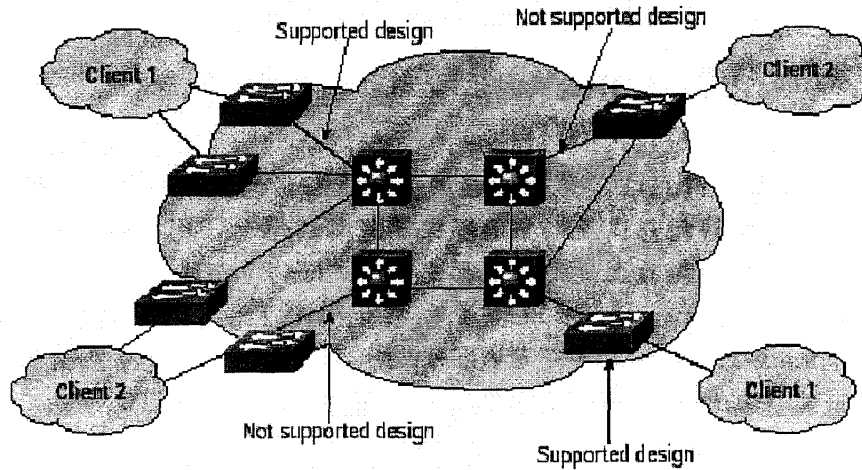 Supported design
Not supported design
Client 1
Client 2
Client 2
Client 1
Not supported design
Supported design